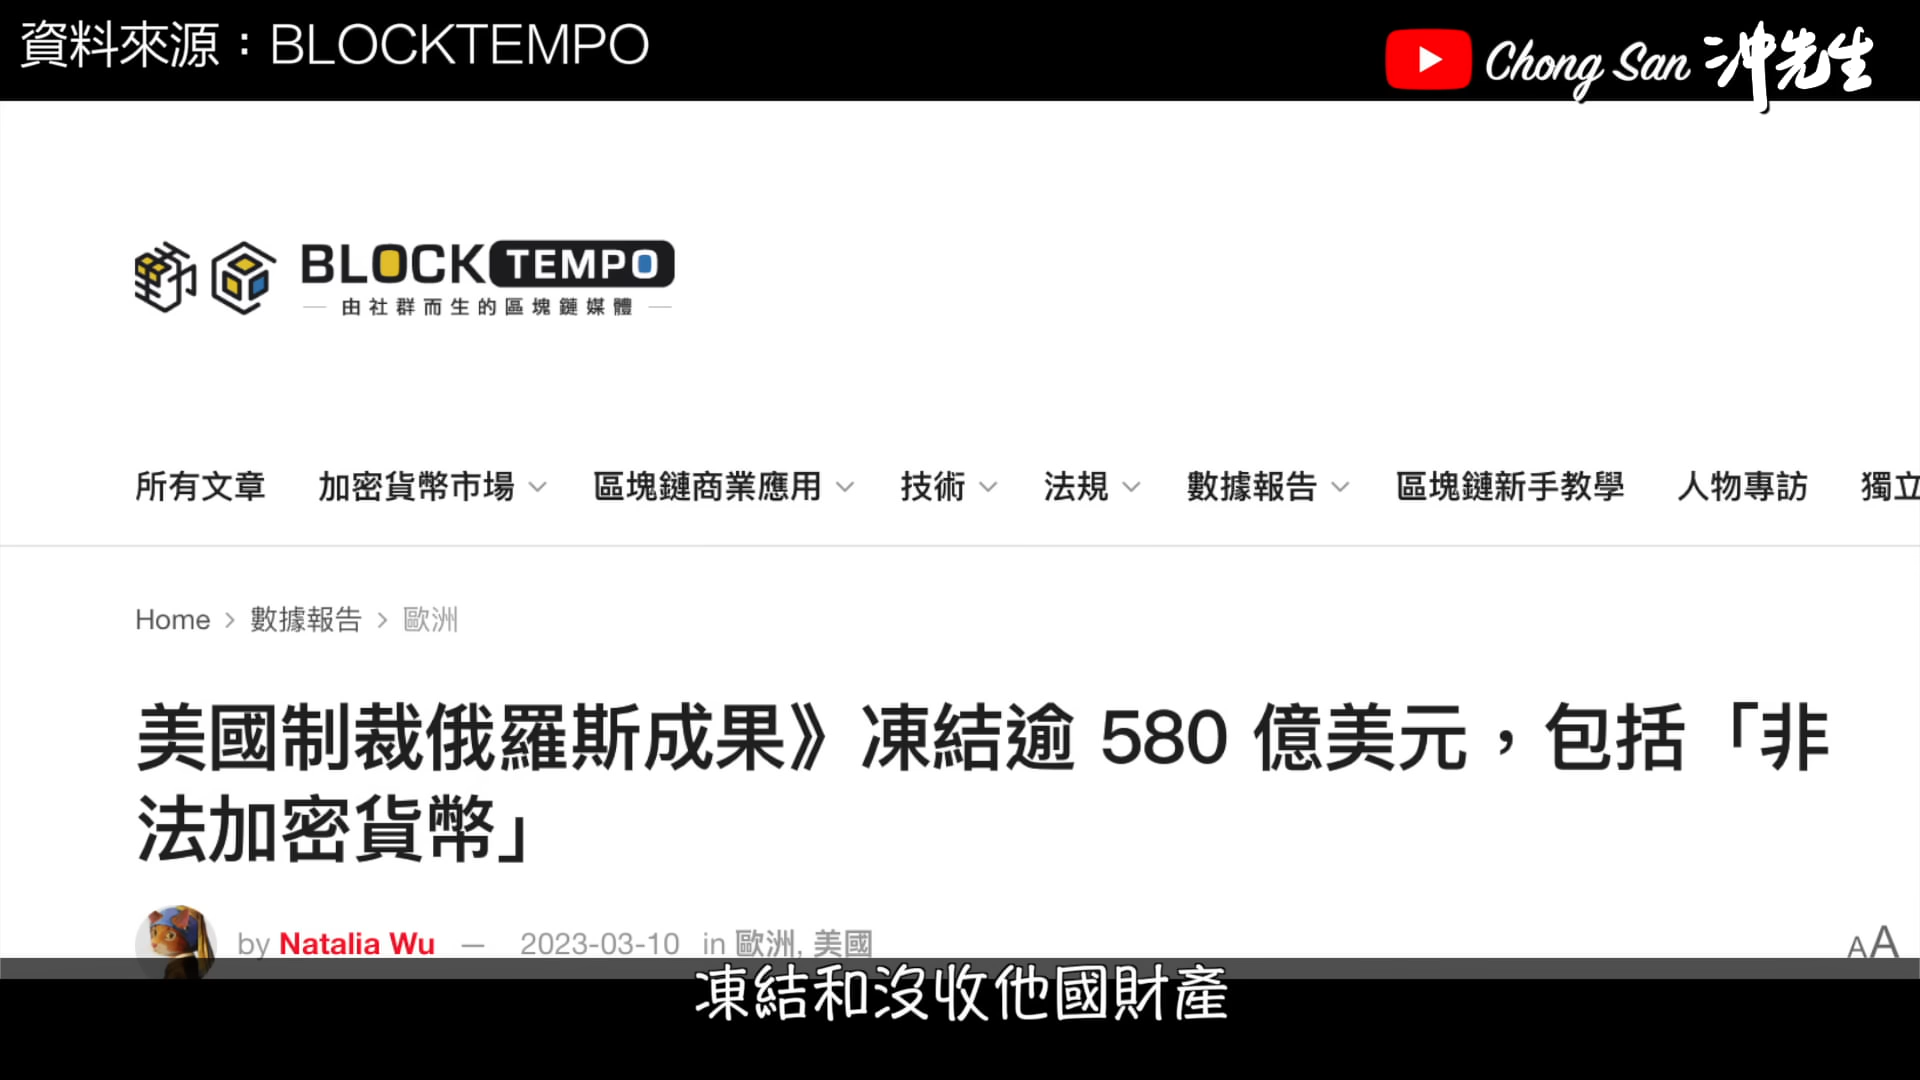 資料來源：BLOCKTEMPO
Chong San 沖先生
BLOCKTEMPO
由社群而生的區塊鏈媒體
所有文章 加密貨幣市場 區塊鏈商業應用 技術 法規 數據報告 區塊鏈新手教學 人物專訪 獨立
Home > 數據報告 > 歐洲
美國制裁俄羅斯成果》凍結逾 580 億美元，包括「非
法加密貨幣」
by Natalia Wu — 2023-03-10 in 歐洲, 美國
AA
凍結和沒收他國財產